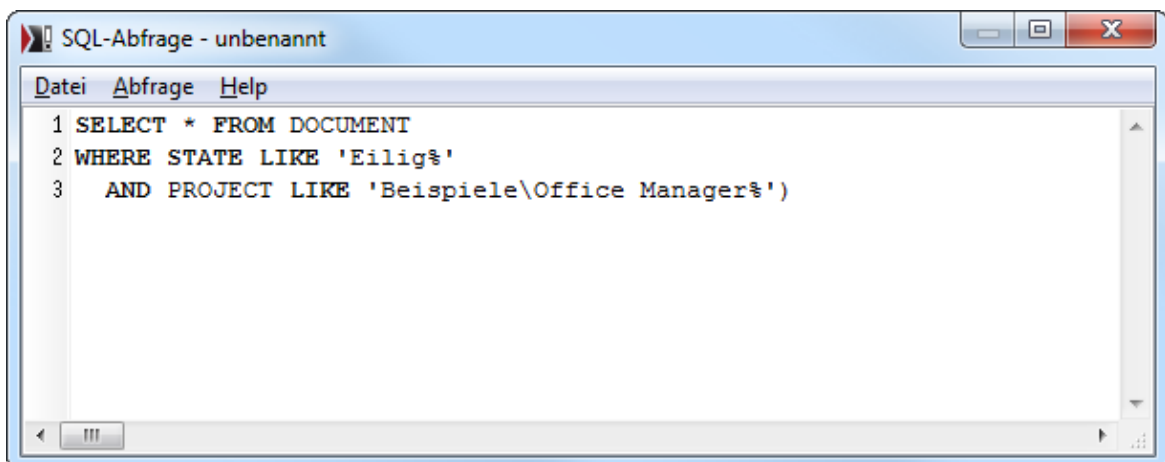 SQL-Abfrage - unbenannt
Datei Abfrage Help
1 SELECT * FROM DOCUMENT
2 WHERE STATE LIKE 'Eilig%'
3 AND PROJECT LIKE 'Beispiele\Office Manager%')